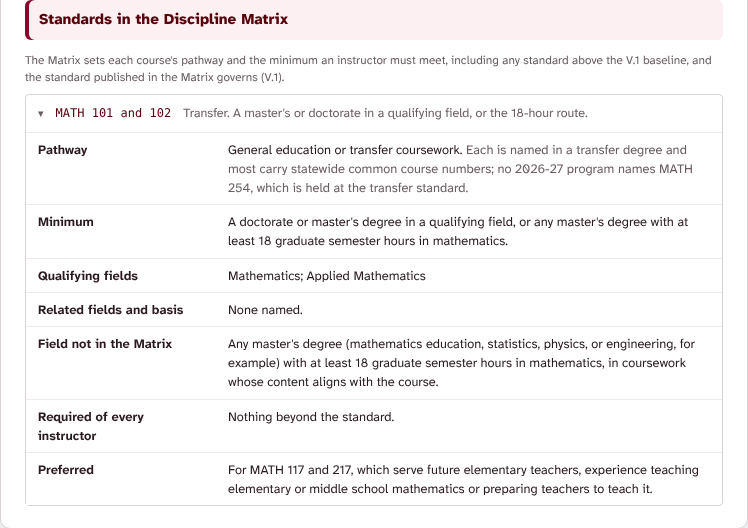 Standards in the Discipline Matrix
The Matrix sets each course's pathway and the minimum an instructor must meet, including any standard above the V.1 baseline, and
the standard published in the Matrix governs (V.1).
▾ MATH 101 and 102 Transfer. A master's or doctorate in a qualifying field, or the 18-hour route.
Pathway
General education or transfer coursework. Each is named in a transfer degree and
most carry statewide common course numbers; no 2026-27 program names MATH
254, which is held at the transfer standard.
Minimum
A doctorate or master's degree in a qualifying field, or any master's degree with at
least 18 graduate semester hours in mathematics.
Qualifying fields
Mathematics; Applied Mathematics
Related fields and basis
None named.
Field not in the Matrix
Any master's degree (mathematics education, statistics, physics, or engineering, for
example) with at least 18 graduate semester hours in mathematics, in coursework
whose content aligns with the course.
Required of every
instructor
Nothing beyond the standard.
Preferred
For MATH 117 and 217, which serve future elementary teachers, experience teaching
elementary or middle school mathematics or preparing teachers to teach it.